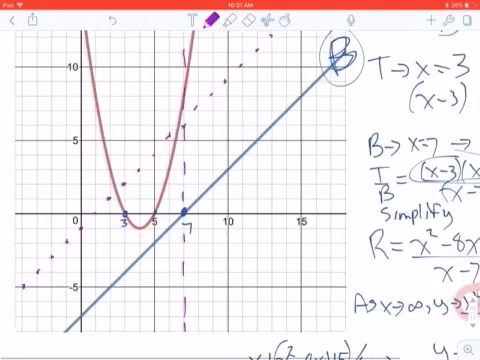 iPad
10:21 AM
26%
T
B
10
T → x = 3
(x-3)
5
B → x=7 →
T/B = (x-3)(x
(x-
Simplify
0
3
5
7
10
15
R = x² - 8x
x-7
-5
As x → ∞, y →
y -